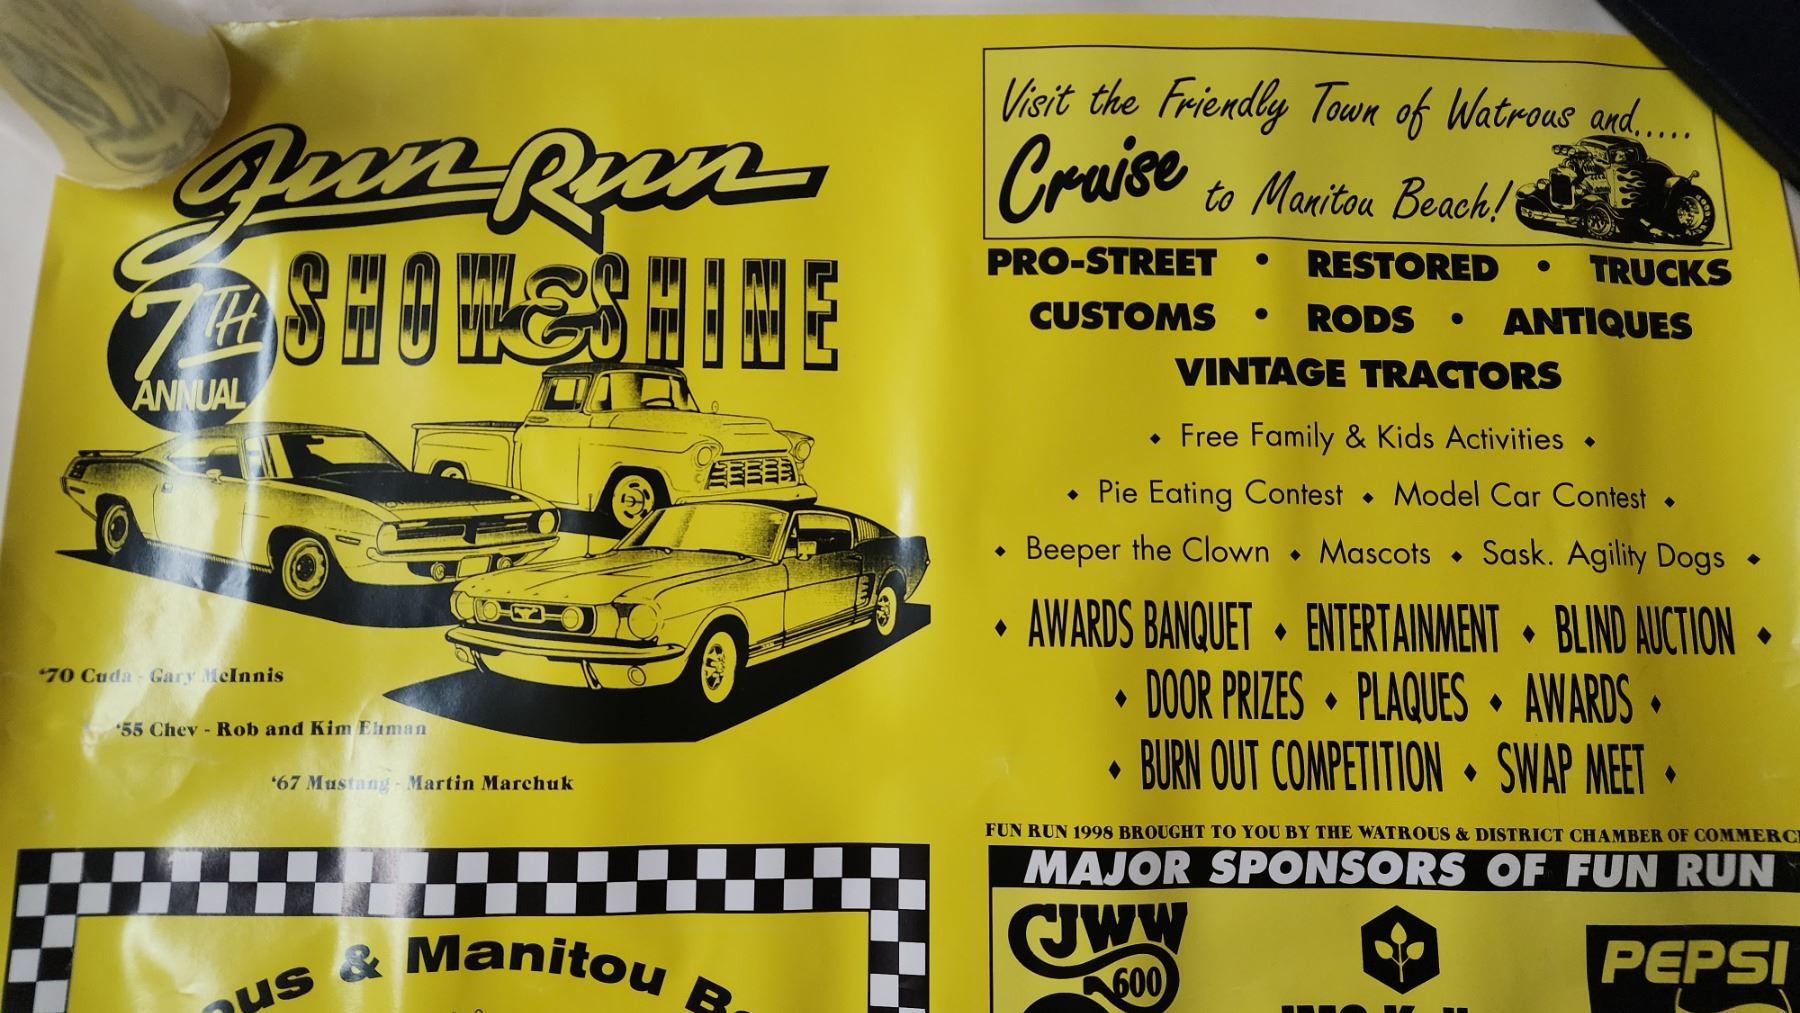 Fun Run
7TH ANNUAL
SHOW & SHINE
'70 Cuda - Gary McInnis
'55 Chev - Rob and Kim Ehman
'67 Mustang - Martin Marchuk
& Manitou
Visit the Friendly Town of Watrous and.....
Cruise to Manitou Beach!
PRO-STREET • RESTORED • TRUCKS
CUSTOMS • RODS • ANTIQUES
VINTAGE TRACTORS
♦ Free Family & Kids Activities ♦
♦ Pie Eating Contest ♦ Model Car Contest ♦
♦ Beeper the Clown ♦ Mascots ♦ Sask. Agility Dogs ♦
♦ AWARDS BANQUET ♦ ENTERTAINMENT ♦ BLIND AUCTION ♦
♦ DOOR PRIZES ♦ PLAQUES ♦ AWARDS ♦
♦ BURN OUT COMPETITION ♦ SWAP MEET ♦
FUN RUN 1998 BROUGHT TO YOU BY THE WATROUS & DISTRICT CHAMBER OF COMMERC
MAJOR SPONSORS OF FUN RUN
CJWW
600
PEPSI